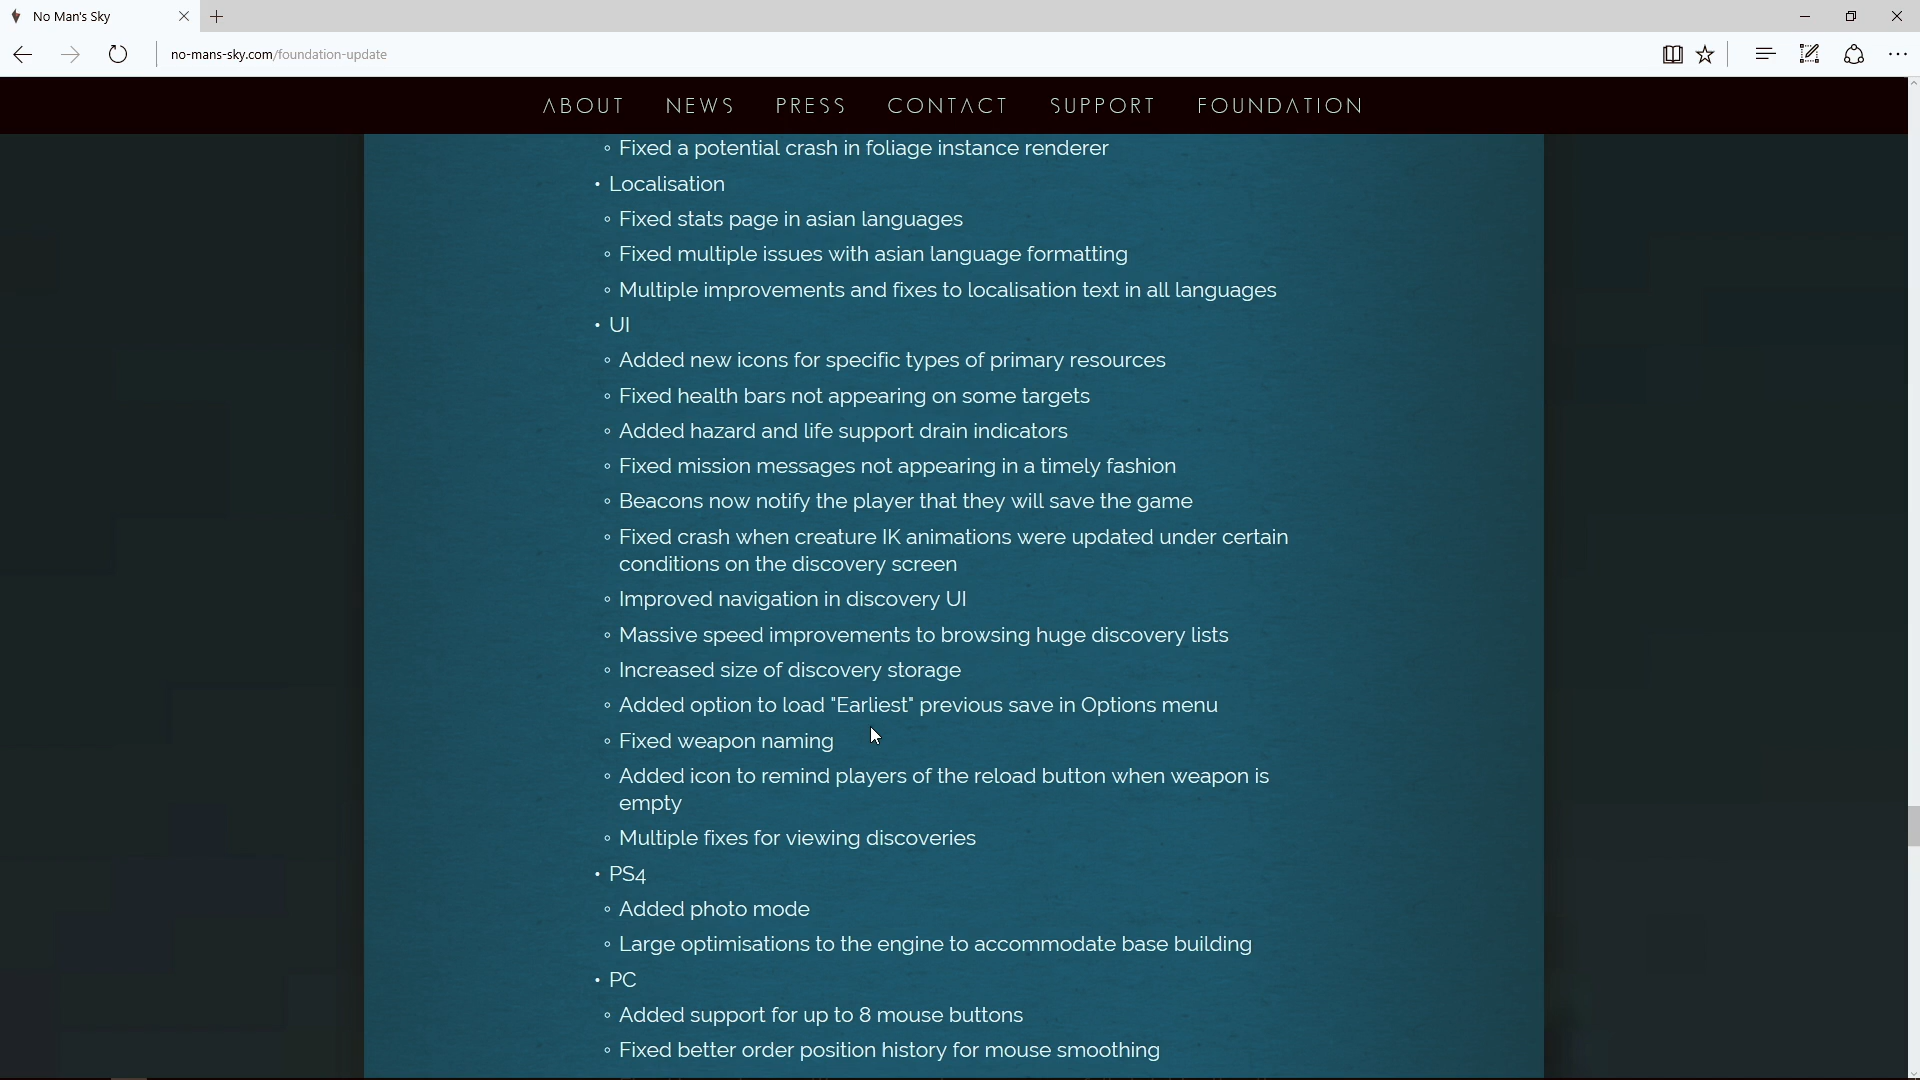 No Man's Sky
no-mans-sky.com/foundation-update
ABOUT NEWS PRESS CONTACT SUPPORT FOUNDATION
◦ Fixed a potential crash in foliage instance renderer
• Localisation
◦ Fixed stats page in asian languages
◦ Fixed multiple issues with asian language formatting
◦ Multiple improvements and fixes to localisation text in all languages
• UI
◦ Added new icons for specific types of primary resources
◦ Fixed health bars not appearing on some targets
◦ Added hazard and life support drain indicators
◦ Fixed mission messages not appearing in a timely fashion
◦ Beacons now notify the player that they will save the game
◦ Fixed crash when creature IK animations were updated under certain
conditions on the discovery screen
◦ Improved navigation in discovery UI
◦ Massive speed improvements to browsing huge discovery lists
◦ Increased size of discovery storage
◦ Added option to load "Earliest" previous save in Options menu
◦ Fixed weapon naming
◦ Added icon to remind players of the reload button when weapon is
empty
◦ Multiple fixes for viewing discoveries
• PS4
◦ Added photo mode
◦ Large optimisations to the engine to accommodate base building
• PC
◦ Added support for up to 8 mouse buttons
◦ Fixed better order position history for mouse smoothing